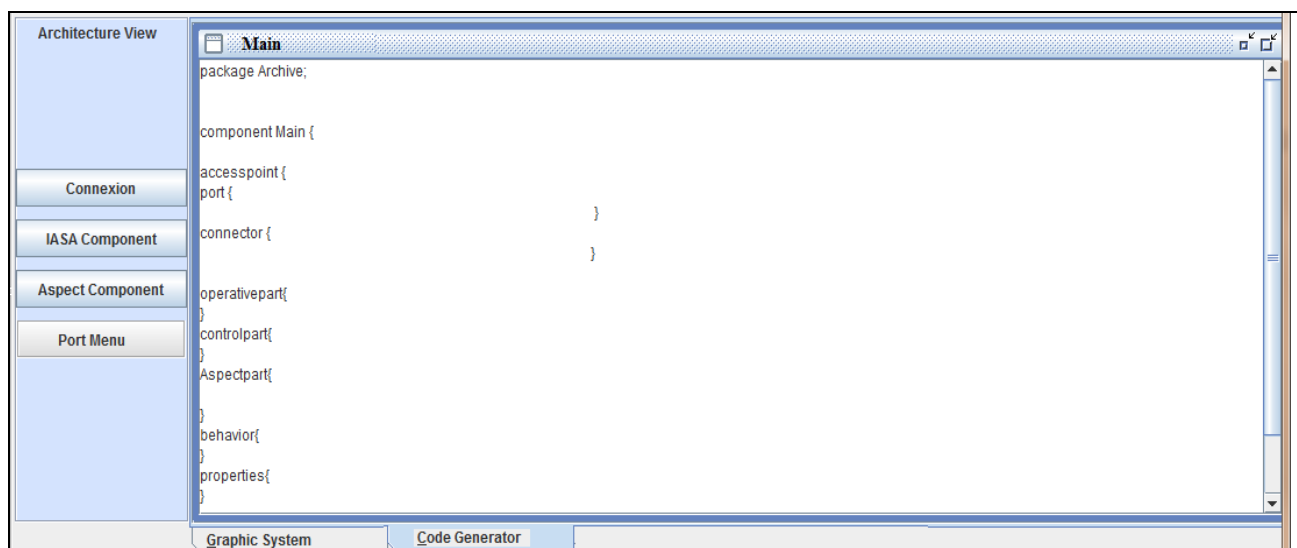 Architecture View
Connexion
IASA Component
Aspect Component
Port Menu
Main
package Archive;
component Main {
accesspoint {
port {
}
connector {
}
operativepart{
}
controlpart{
}
Aspectpart{
}
behavior{
}
properties{
}
Graphic System
Code Generator